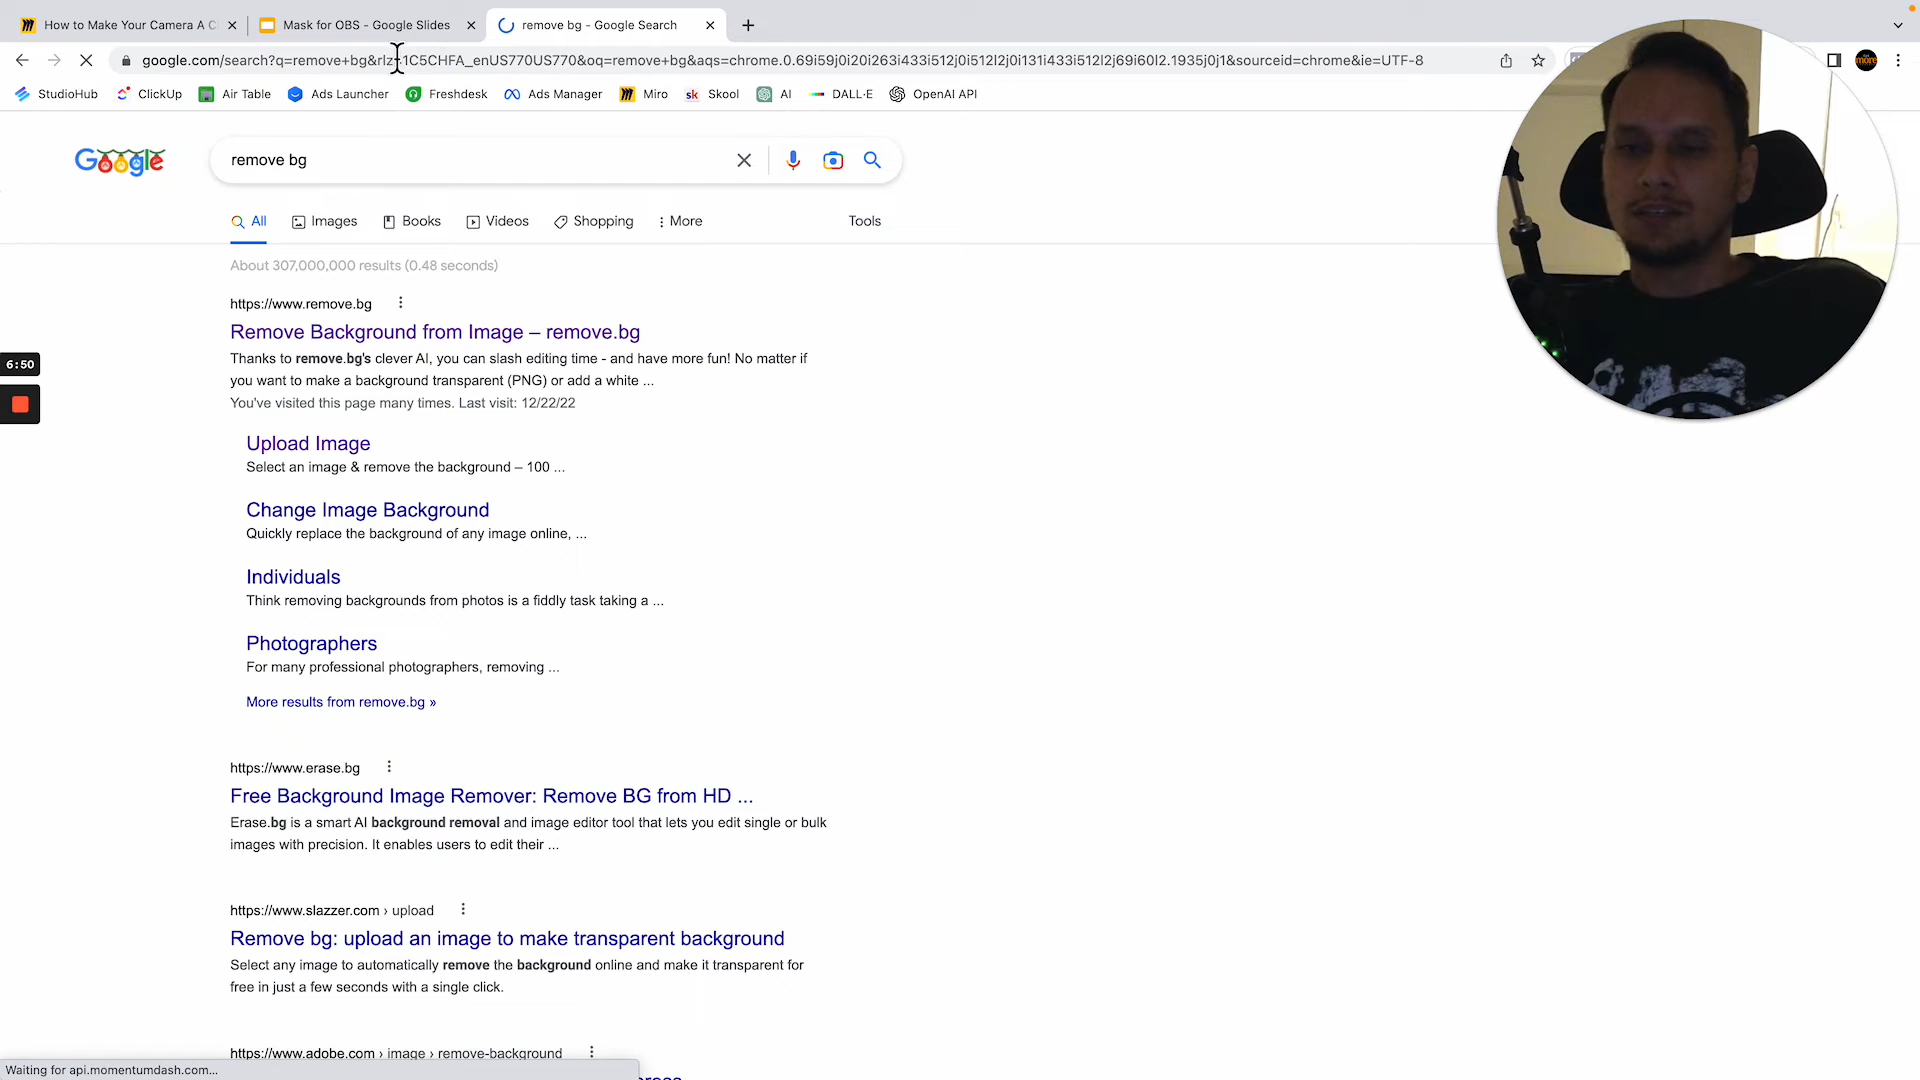 How to Make Your Camera A C
Mask for OBS - Google Slides
remove bg - Google Search
google.com/search?q=remove+bg&rlz=1C5CHFA_enUS770US770&oq=remove+bg&aqs=chrome.0.69i59j0i20i263i433i512j0i512l2j0i131i433i512l2j69i60l2.1935j0j1&sourceid=chrome&ie=UTF-8
StudioHub
ClickUp
Air Table
Ads Launcher
Freshdesk
Ads Manager
Miro
sk Skool
AI
DALL·E
OpenAI API
Google
remove bg
All
Images
Books
Videos
Shopping
More
Tools
About 307,000,000 results (0.48 seconds)
https://www.remove.bg
Remove Background from Image – remove.bg
Thanks to remove.bg's clever AI, you can slash editing time - and have more fun! No matter if
you want to make a background transparent (PNG) or add a white ...
You've visited this page many times. Last visit: 12/22/22
6:50
Upload Image
Select an image & remove the background – 100 ...
Change Image Background
Quickly replace the background of any image online, ...
Individuals
Think removing backgrounds from photos is a fiddly task taking a ...
Photographers
For many professional photographers, removing ...
More results from remove.bg »
https://www.erase.bg
Free Background Image Remover: Remove BG from HD ...
Erase.bg is a smart AI background removal and image editor tool that lets you edit single or bulk
images with precision. It enables users to edit their ...
https://www.slazzer.com › upload
Remove bg: upload an image to make transparent background
Select any image to automatically remove the background online and make it transparent for
free in just a few seconds with a single click.
https://www.adobe.com › image › remove-background
Waiting for api.momentumdash.com...